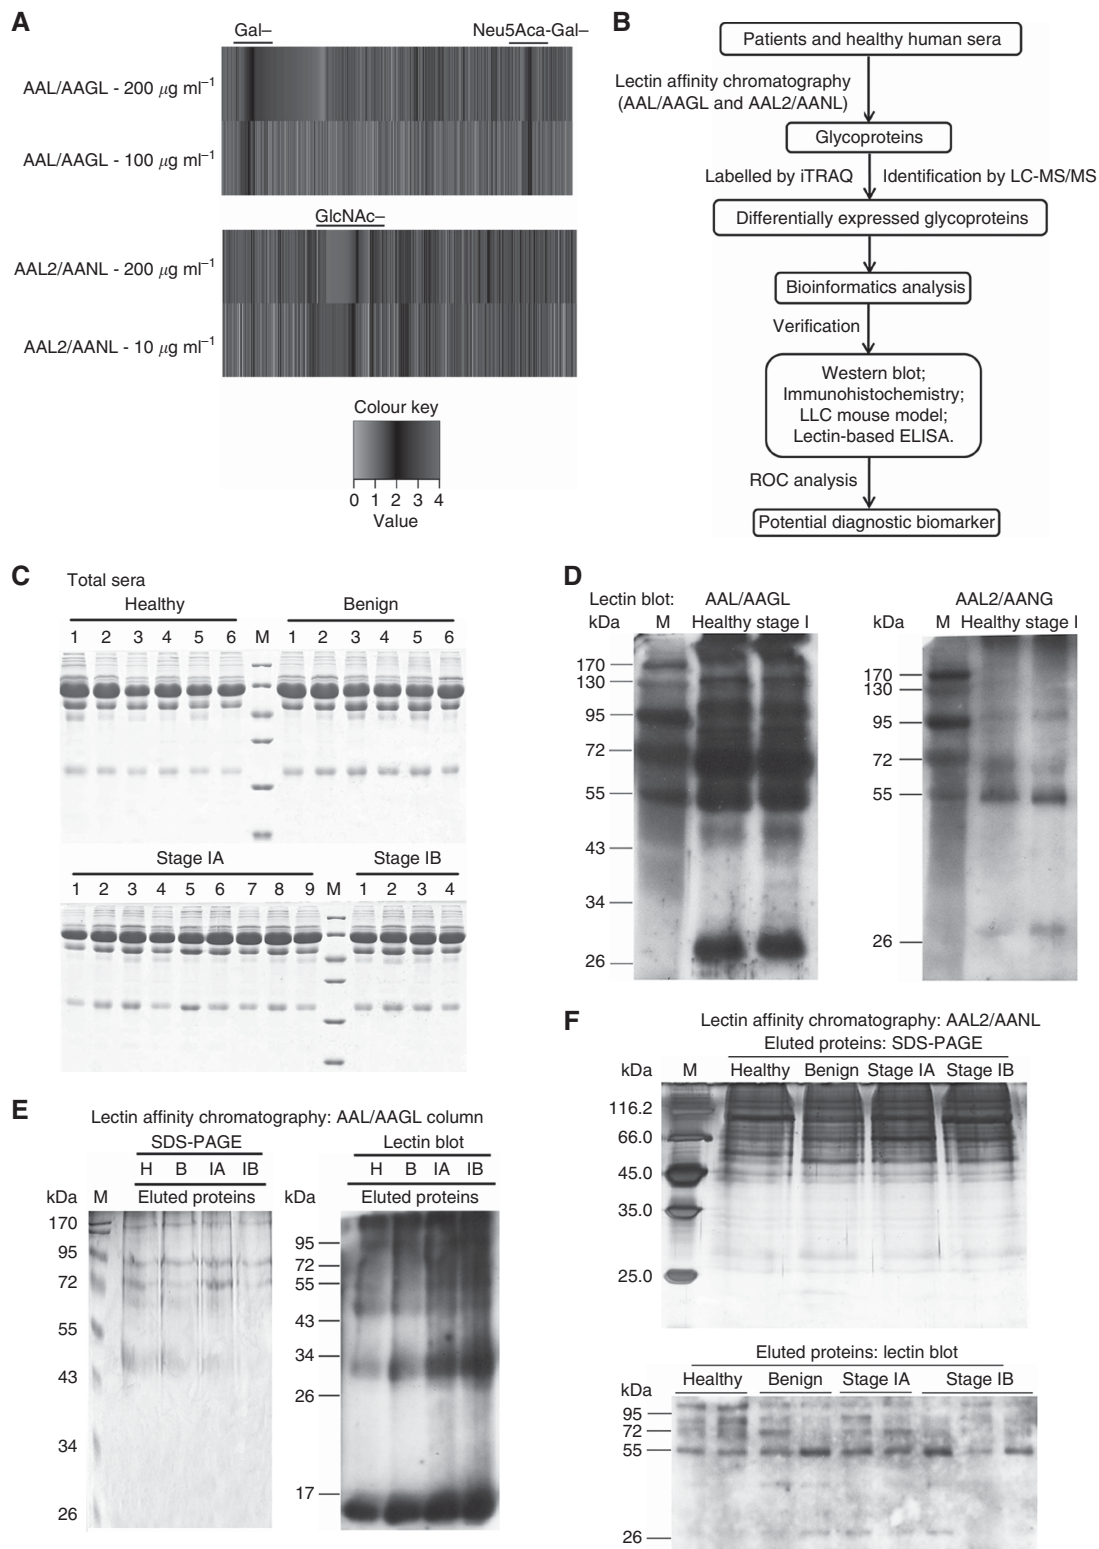 A
Gal– Neu5Aca-Gal–
AAL/AAGL - 200 μg ml⁻¹
AAL/AAGL - 100 μg ml⁻¹
GlcNAc–
AAL2/AANL - 200 μg ml⁻¹
AAL2/AANL - 10 μg ml⁻¹
Colour key
0 1 2 3 4
Value
B
Patients and healthy human sera
Lectin affinity chromatography
(AAL/AAGL and AAL2/AANL)
Glycoproteins
Labelled by iTRAQ Identification by LC-MS/MS
Differentially expressed glycoproteins
Bioinformatics analysis
Verification
Western blot;
Immunohistochemistry;
LLC mouse model;
Lectin-based ELISA.
ROC analysis
Potential diagnostic biomarker
C
Total sera
Healthy Benign
1 2 3 4 5 6 M 1 2 3 4 5 6
Stage IA Stage IB
1 2 3 4 5 6 7 8 9 M 1 2 3 4
D
Lectin blot: AAL/AAGL
kDa M Healthy stage I
170
130
95
72
55
43
34
26
AAL2/AANG
kDa M Healthy stage I
170
130
95
72
55
26
E
Lectin affinity chromatography: AAL/AAGL column
SDS-PAGE Lectin blot
H B IA IB H B IA IB
kDa M Eluted proteins kDa Eluted proteins
170
95
72
55
43
34
26
95
72
55
43
34
26
17
F
Lectin affinity chromatography: AAL2/AANL
Eluted proteins: SDS-PAGE
kDa M Healthy Benign Stage IA Stage IB
116.2
66.0
45.0
35.0
25.0
Eluted proteins: lectin blot
kDa Healthy Benign Stage IA Stage IB
95
72
55
26